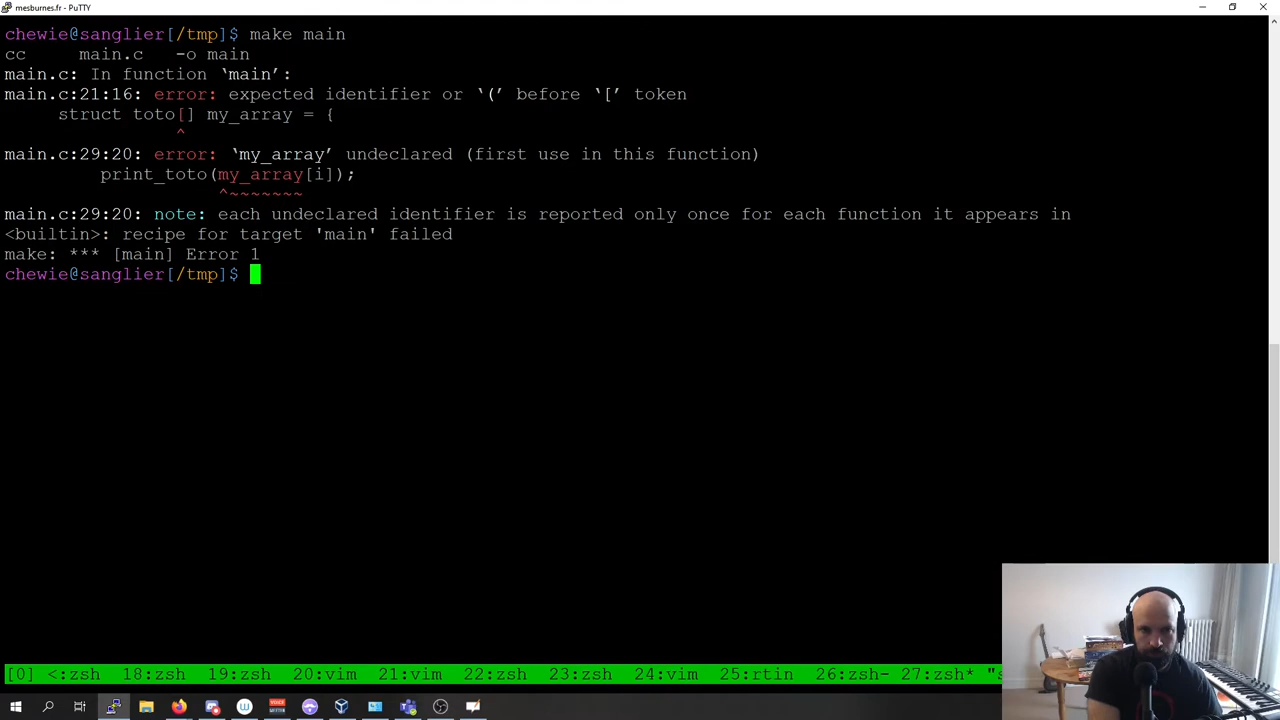 mesburnes.fr - PuTTY
chewie@sanglier[/tmp]$ make main
cc     main.c   -o main
main.c: In function ‘main’:
main.c:21:16: error: expected identifier or ‘(’ before ‘[’ token
     struct toto[] my_array = {
                ^
main.c:29:20: error: ‘my_array’ undeclared (first use in this function)
         print_toto(my_array[i]);
                    ^~~~~~~~
main.c:29:20: note: each undeclared identifier is reported only once for each function it appears in
<builtin>: recipe for target 'main' failed
make: *** [main] Error 1
chewie@sanglier[/tmp]$
[0] <:zsh  18:zsh  19:zsh  20:vim  21:vim  22:zsh  23:zsh  24:vim  25:rtin  26:zsh- 27:zsh* "s